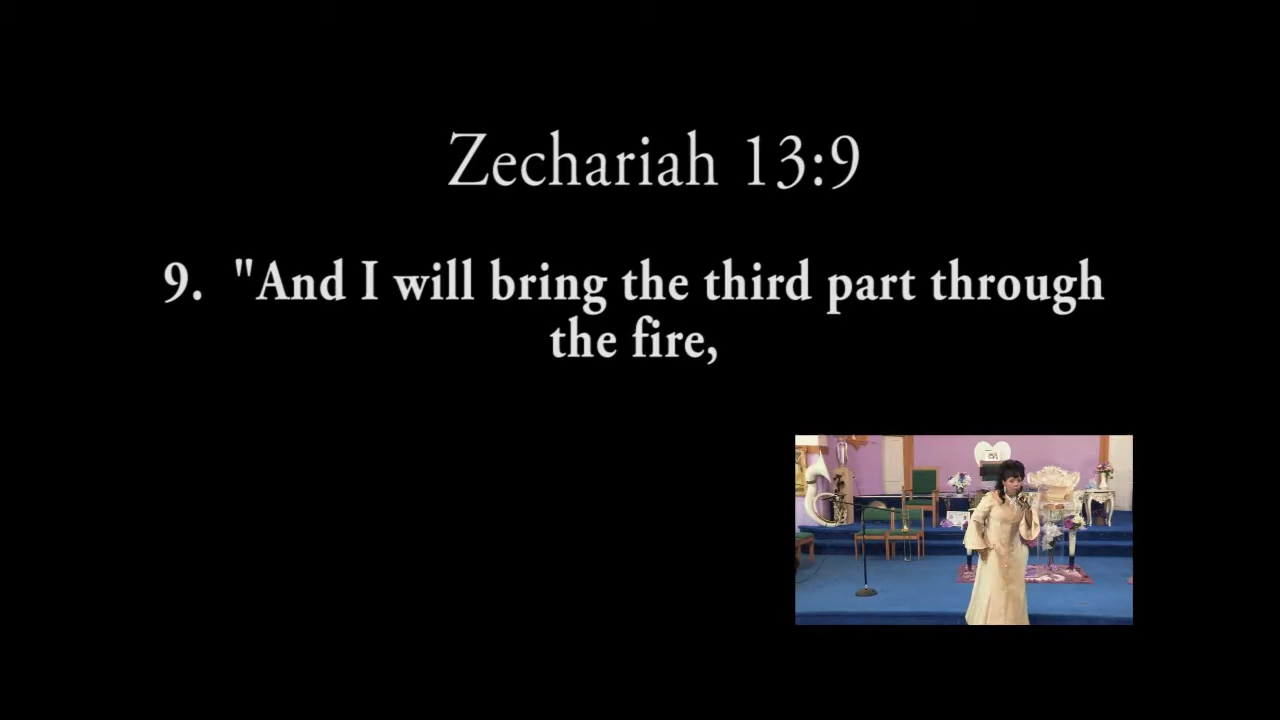 Zechariah 13:9
9. "And I will bring the third part through
the fire,